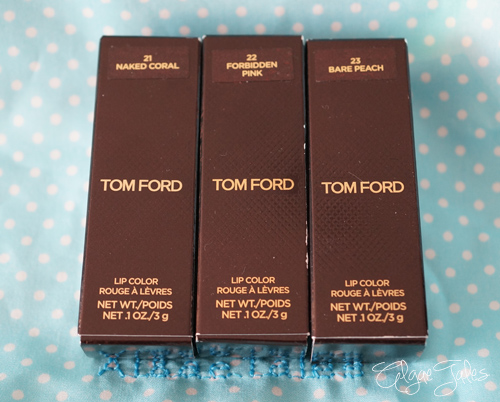 21
NAKED CORAL
TOM FORD
LIP COLOR
ROUGE À LÈVRES
NET WT./POIDS
NET .1 OZ./3 g
22
FORBIDDEN
PINK
TOM FORD
LIP COLOR
ROUGE À LÈVRES
NET WT./POIDS
NET .1 OZ./3 g
23
BARE PEACH
TOM FORD
LIP COLOR
ROUGE À LÈVRES
NET WT./POIDS
NET .1 OZ./3 g